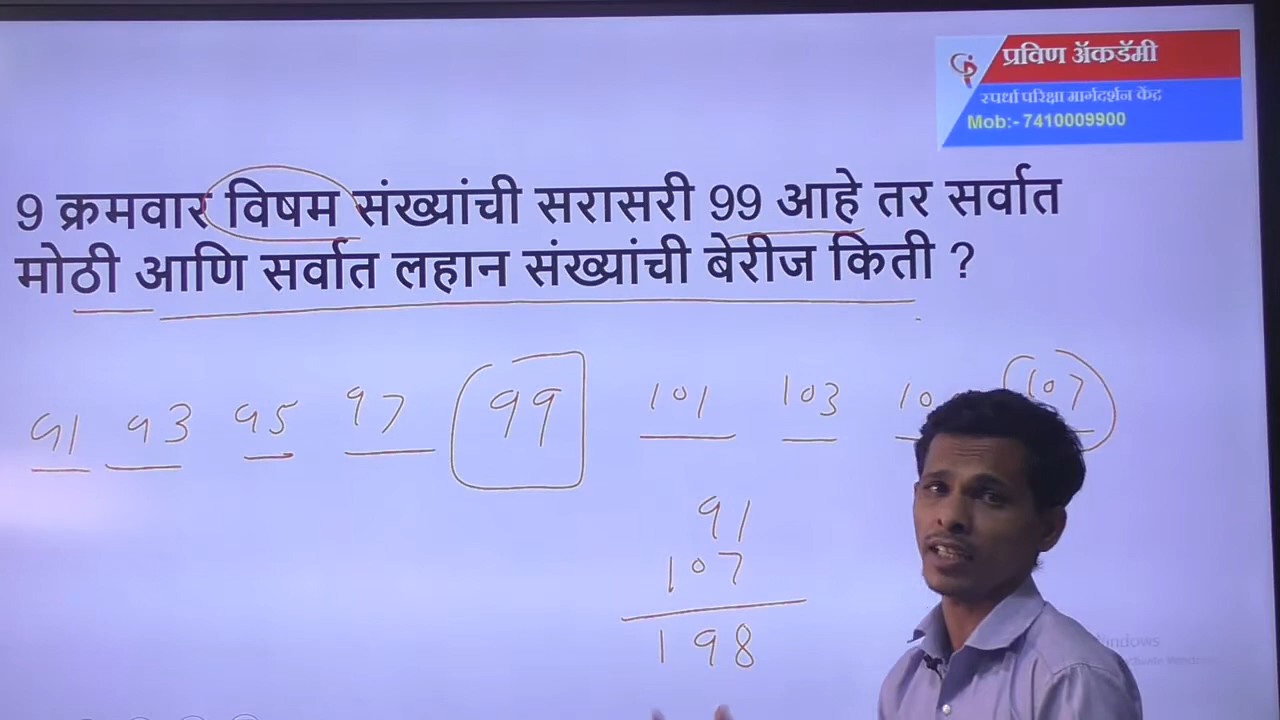 प्रविण ॲकडॅमी
स्पर्धा परिक्षा मार्गदर्शन केंद्र
Mob:- 7410009900
9 क्रमवार विषम संख्यांची सरासरी 99 आहे तर सर्वात
मोठी आणि सर्वात लहान संख्यांची बेरीज किती ?
91 93 95 97 99 101 103 10 107
91
107
198